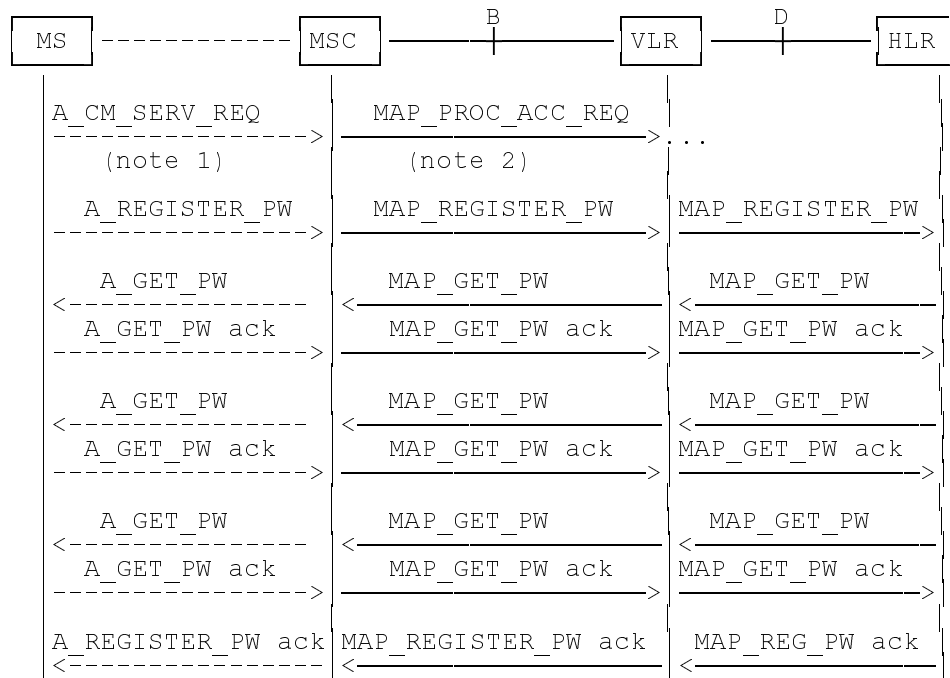 B D
MS MSC VLR HLR
A_CM_SERV_REQ MAP_PROC_ACC_REQ
...
(note 1) (note 2)
A_REGISTER_PW MAP_REGISTER_PW MAP_REGISTER_PW
A_GET_PW MAP_GET_PW MAP_GET_PW
A_GET_PW ack MAP_GET_PW ack MAP_GET_PW ack
A_GET_PW MAP_GET_PW MAP_GET_PW
A_GET_PW ack MAP_GET_PW ack MAP_GET_PW ack
A_GET_PW MAP_GET_PW MAP_GET_PW
A_GET_PW ack MAP_GET_PW ack MAP_GET_PW ack
A_REGISTER_PW ack MAP_REGISTER_PW ack MAP_REG_PW ack